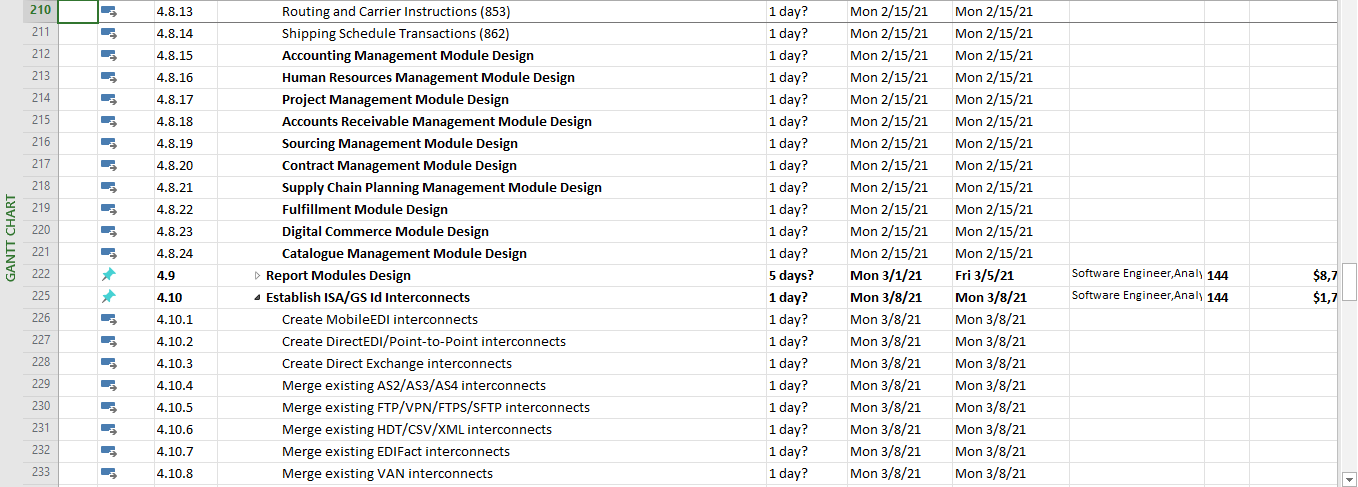 GANTT CHART
210 4.8.13 Routing and Carrier Instructions (853) 1 day? Mon 2/15/21 Mon 2/15/21
211 4.8.14 Shipping Schedule Transactions (862) 1 day? Mon 2/15/21 Mon 2/15/21
212 4.8.15 Accounting Management Module Design 1 day? Mon 2/15/21 Mon 2/15/21
213 4.8.16 Human Resources Management Module Design 1 day? Mon 2/15/21 Mon 2/15/21
214 4.8.17 Project Management Module Design 1 day? Mon 2/15/21 Mon 2/15/21
215 4.8.18 Accounts Receivable Management Module Design 1 day? Mon 2/15/21 Mon 2/15/21
216 4.8.19 Sourcing Management Module Design 1 day? Mon 2/15/21 Mon 2/15/21
217 4.8.20 Contract Management Module Design 1 day? Mon 2/15/21 Mon 2/15/21
218 4.8.21 Supply Chain Planning Management Module Design 1 day? Mon 2/15/21 Mon 2/15/21
219 4.8.22 Fulfillment Module Design 1 day? Mon 2/15/21 Mon 2/15/21
220 4.8.23 Digital Commerce Module Design 1 day? Mon 2/15/21 Mon 2/15/21
221 4.8.24 Catalogue Management Module Design 1 day? Mon 2/15/21 Mon 2/15/21
222 4.9 Report Modules Design 5 days? Mon 3/1/21 Fri 3/5/21 Software Engineer,Analy 144 $8,7
225 4.10 Establish ISA/GS Id Interconnects 1 day? Mon 3/8/21 Mon 3/8/21 Software Engineer,Analy 144 $1,7
226 4.10.1 Create MobileEDI interconnects 1 day? Mon 3/8/21 Mon 3/8/21
227 4.10.2 Create DirectEDI/Point-to-Point interconnects 1 day? Mon 3/8/21 Mon 3/8/21
228 4.10.3 Create Direct Exchange interconnects 1 day? Mon 3/8/21 Mon 3/8/21
229 4.10.4 Merge existing AS2/AS3/AS4 interconnects 1 day? Mon 3/8/21 Mon 3/8/21
230 4.10.5 Merge existing FTP/VPN/FTPS/SFTP interconnects 1 day? Mon 3/8/21 Mon 3/8/21
231 4.10.6 Merge existing HDT/CSV/XML interconnects 1 day? Mon 3/8/21 Mon 3/8/21
232 4.10.7 Merge existing EDIFact interconnects 1 day? Mon 3/8/21 Mon 3/8/21
233 4.10.8 Merge existing VAN interconnects 1 day? Mon 3/8/21 Mon 3/8/21